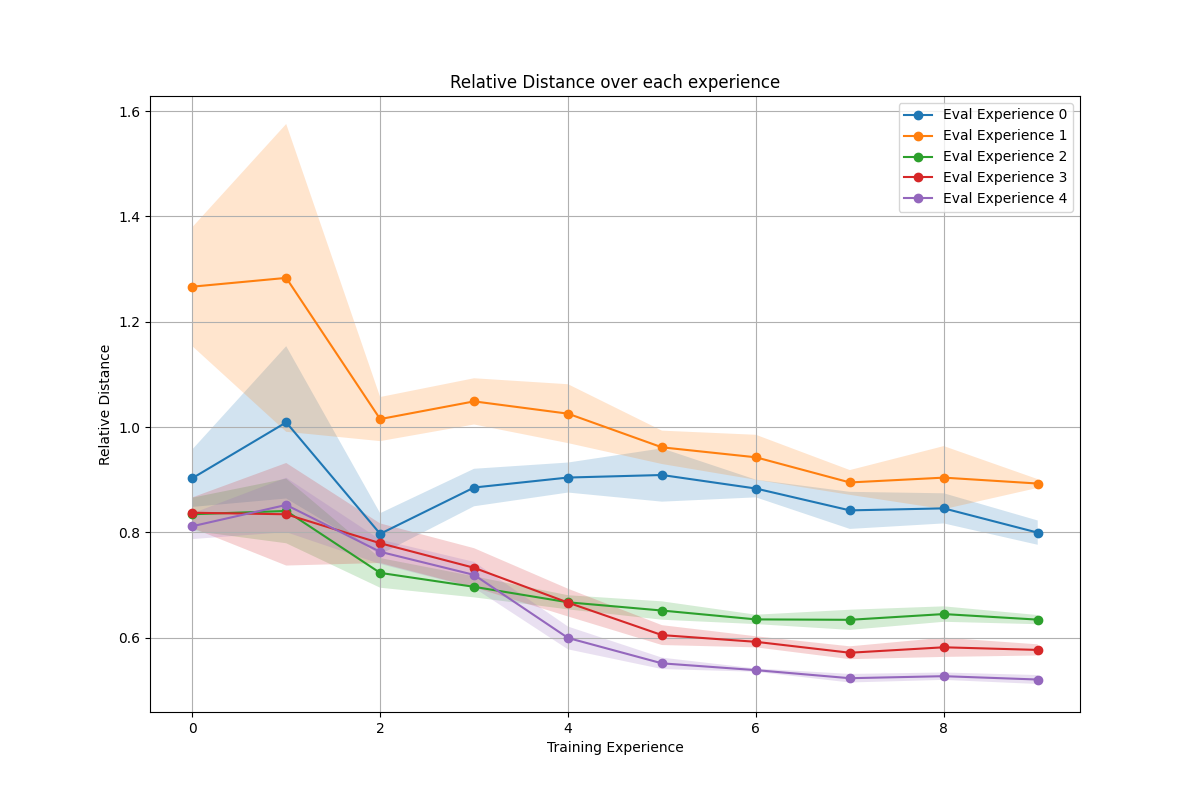 Relative Distance over each experience
1.6
1.4
1.2
1.0
0.8
0.6
Relative Distance
Eval Experience 0
Eval Experience 1
Eval Experience 2
Eval Experience 3
Eval Experience 4
0 2 4 6 8
Training Experience